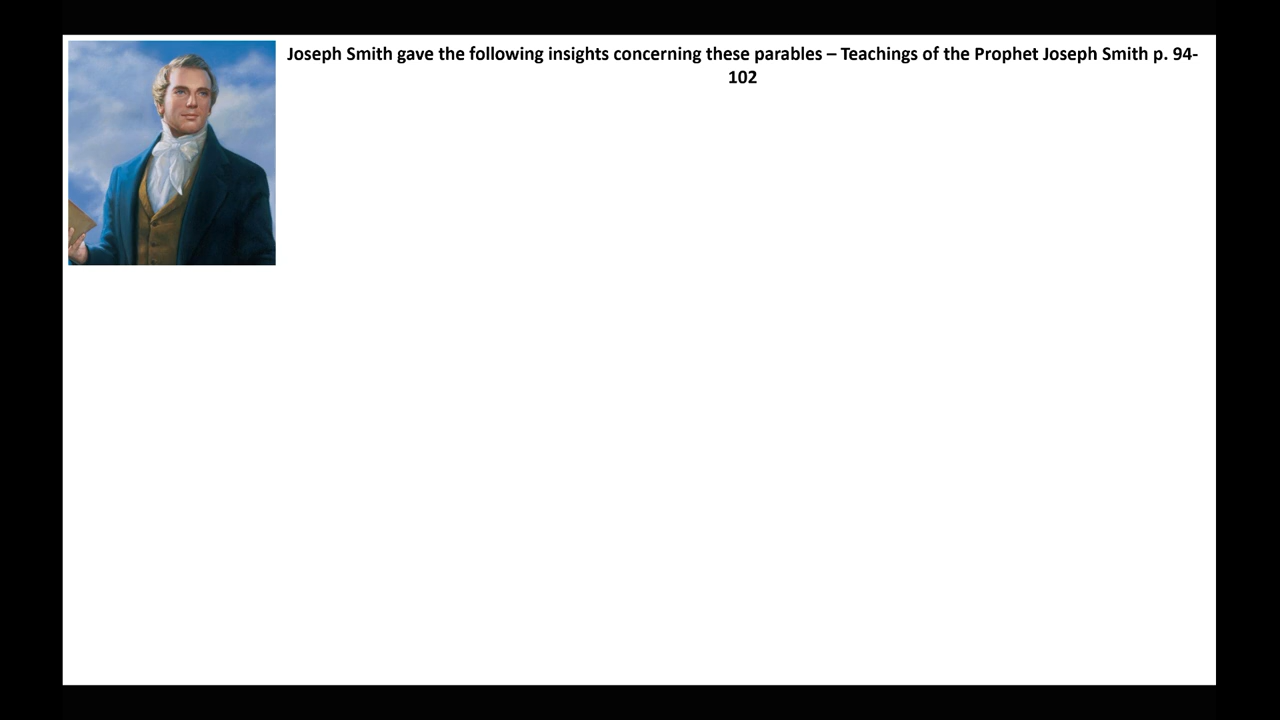 Joseph Smith gave the following insights concerning these parables – Teachings of the Prophet Joseph Smith p. 94-
102